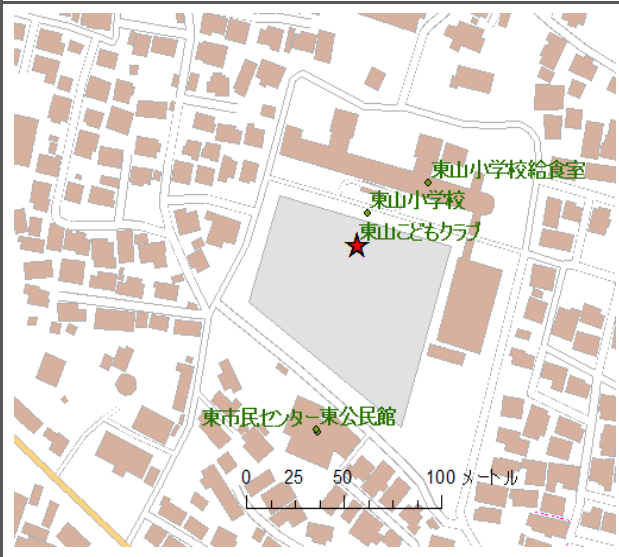 東山小学校給食室
東山小学校
東山こどもクラブ
東市民センター東公民館
0 25 50 100 メートル